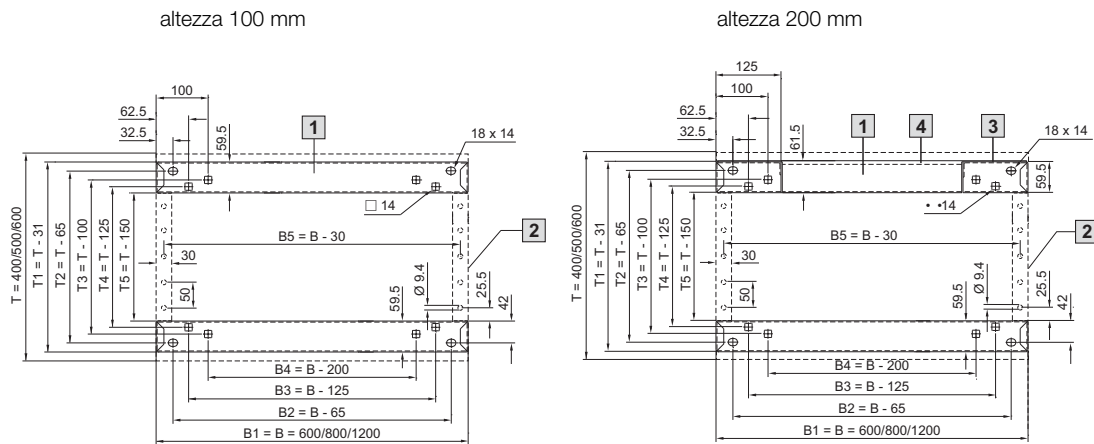 altezza 100 mm
100
62.5
32.5
59.5
1
18 x 14
□ 14
2
T = 400/500/600
T1 = T - 31
T2 = T - 65
T3 = T - 100
T4 = T - 125
T5 = T - 150
B5 = B - 30
30
50
59.5
Ø 9.4
25.5
42
B4 = B - 200
B3 = B - 125
B2 = B - 65
B1 = B = 600/800/1200
altezza 200 mm
125
100
62.5
32.5
61.5
1
4
3
18 x 14
59.5
• •14
2
T = 400/500/600
T1 = T - 31
T2 = T - 65
T3 = T - 100
T4 = T - 125
T5 = T - 150
B5 = B - 30
30
50
59.5
Ø 9.4
25.5
42
B4 = B - 200
B3 = B - 125
B2 = B - 65
B1 = B = 600/800/1200